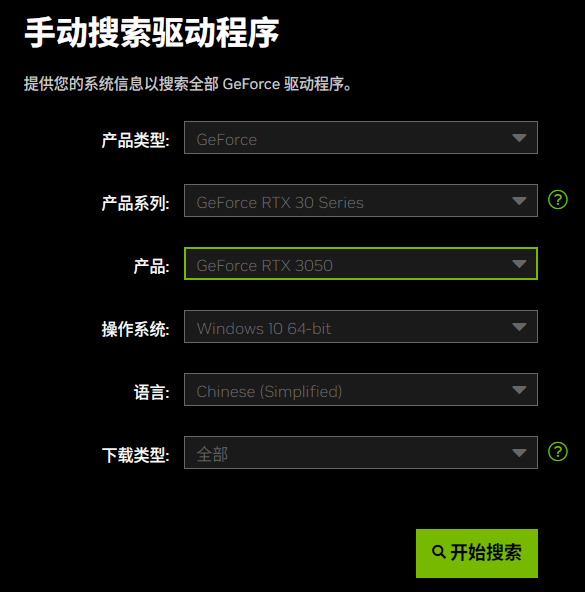 手动搜索驱动程序
提供您的系统信息以搜索全部 GeForce 驱动程序。
产品类型: GeForce
产品系列: GeForce RTX 30 Series ?
产品: GeForce RTX 3050
操作系统: Windows 10 64-bit
语言: Chinese (Simplified)
下载类型: 全部 ?
开始搜索